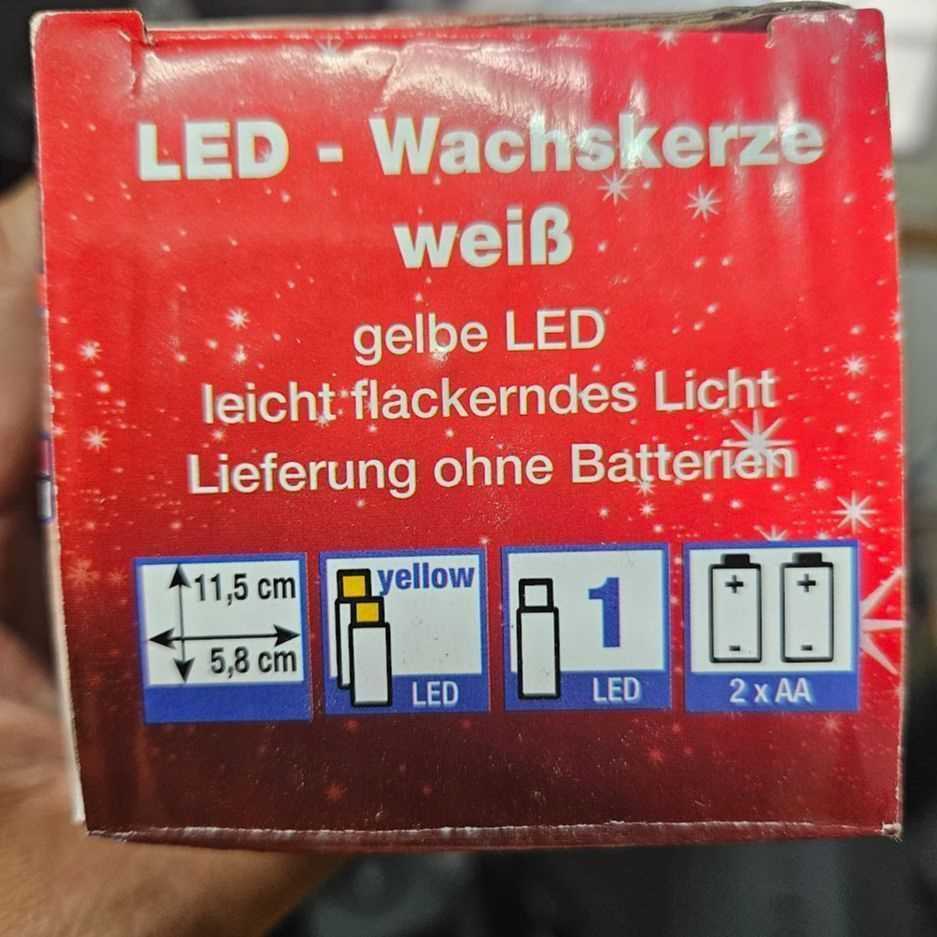 LED - Wachskerze
weiß
gelbe LED
leicht flackerndes Licht
Lieferung ohne Batterien
11,5 cm
5,8 cm
yellow
LED
1
LED
+ +
- -
2 x AA